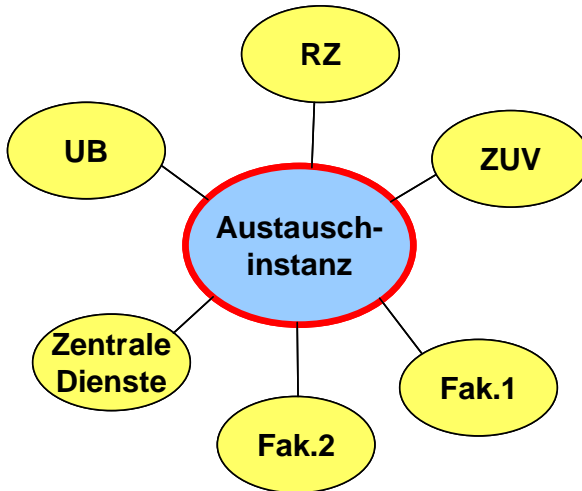 RZ
UB
ZUV
Austausch-
instanz
Zentrale
Dienste
Fak.1
Fak.2